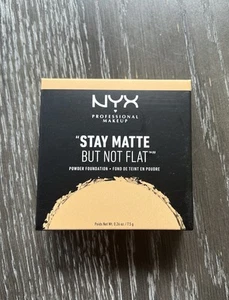 NYX
PROFESSIONAL
MAKEUP
"STAY MATTE
BUT NOT FLAT"
POWDER FOUNDATION • FOND DE TEINT EN POUDRE